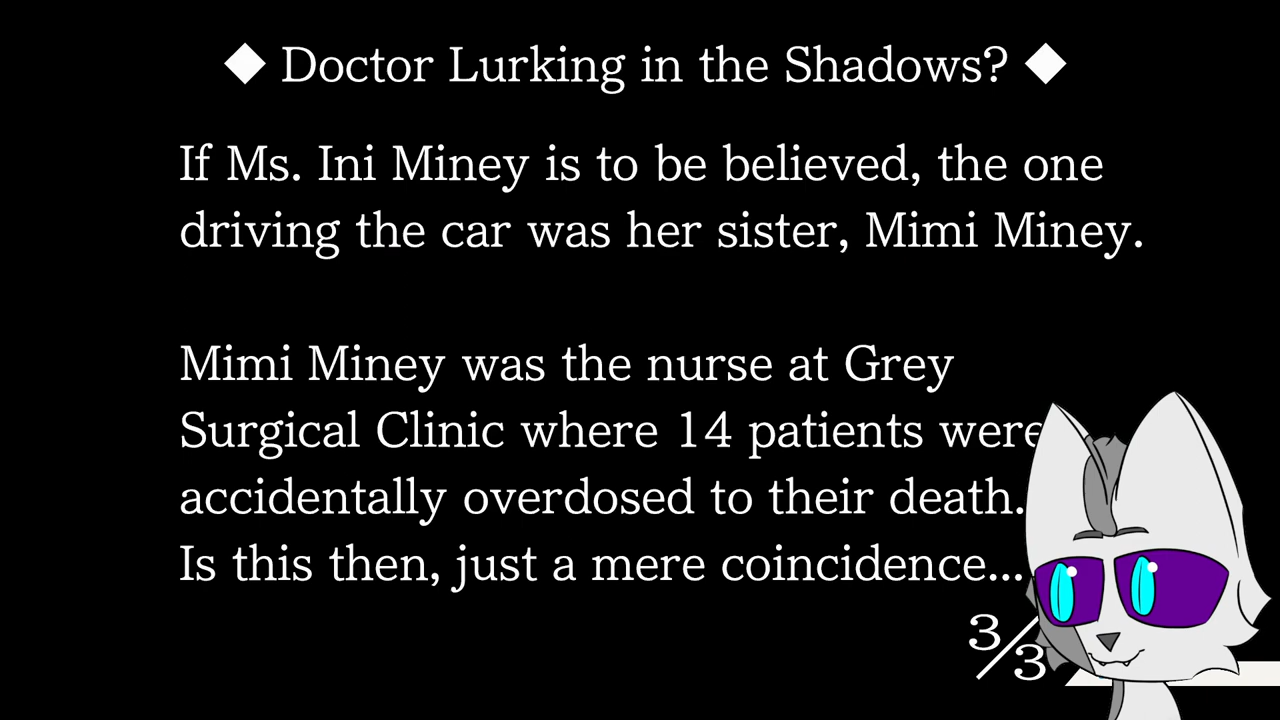 ◆ Doctor Lurking in the Shadows? ◆
If Ms. Ini Miney is to be believed, the one
driving the car was her sister, Mimi Miney.
Mimi Miney was the nurse at Grey
Surgical Clinic where 14 patients were
accidentally overdosed to their death.
Is this then, just a mere coincidence...
3/3